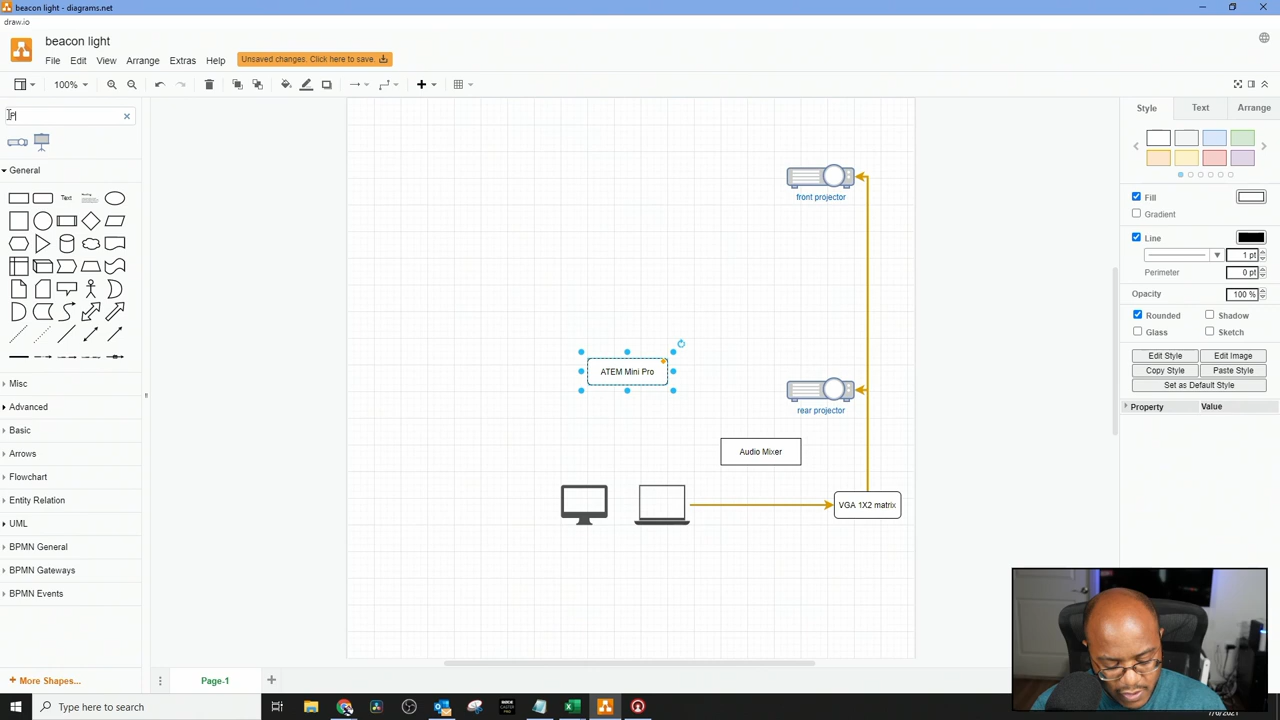 beacon light - diagrams.net
draw.io
beacon light
File Edit View Arrange Extras Help
Unsaved changes. Click here to save.
100%
P
General
Text
Misc
Advanced
Basic
Arrows
Flowchart
Entity Relation
UML
BPMN General
BPMN Gateways
BPMN Events
+ More Shapes...
front projector
ATEM Mini Pro
rear projector
Audio Mixer
VGA 1X2 matrix
Page-1
Style Text Arrange
Fill
Gradient
Line
1 pt
Perimeter 0 pt
Opacity 100 %
Rounded Shadow
Glass Sketch
Edit Style Edit Image
Copy Style Paste Style
Set as Default Style
Property Value
Type here to search